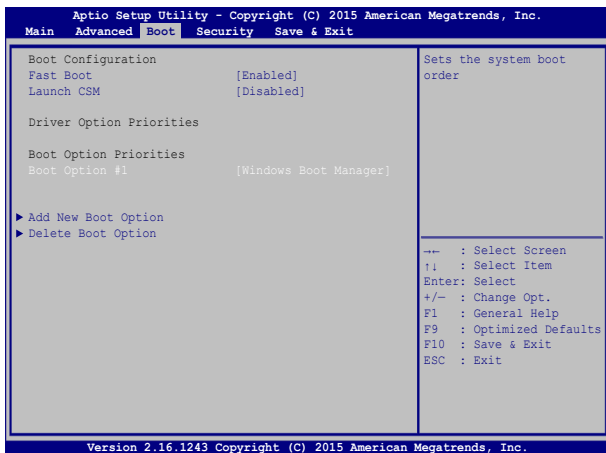 Aptio Setup Utility - Copyright (C) 2015 American Megatrends, Inc.
Main Advanced Boot Security Save & Exit
Boot Configuration
Fast Boot [Enabled]
Launch CSM [Disabled]
Driver Option Priorities
Boot Option Priorities
Boot Option #1 [Windows Boot Manager]
▶ Add New Boot Option
▶ Delete Boot Option
Sets the system boot
order
→← : Select Screen
↑↓ : Select Item
Enter: Select
+/— : Change Opt.
F1 : General Help
F9 : Optimized Defaults
F10 : Save & Exit
ESC : Exit
Version 2.16.1243 Copyright (C) 2015 American Megatrends, Inc.